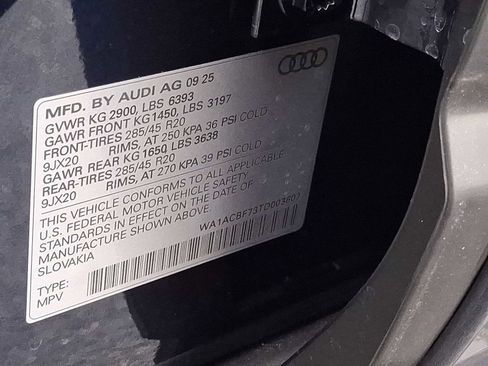 MFD. BY AUDI AG 09 25
GVWR KG 2900, LBS 6393
GAWR FRONT KG 1450, LBS 3197
FRONT-TIRES 285/45 R20
9JX20 RIMS, AT 250 KPA 36 PSI COLD
GAWR REAR KG 1650, LBS 3638
REAR-TIRES 285/45 R20
9JX20 RIMS, AT 270 KPA 39 PSI COLD
THIS VEHICLE CONFORMS TO ALL APPLICABLE
U.S. FEDERAL MOTOR VEHICLE SAFETY
STANDARDS IN EFFECT ON THE DATE OF
MANUFACTURE SHOWN ABOVE.
SLOVAKIA
WA1ACBF73TD003607
TYPE:
MPV